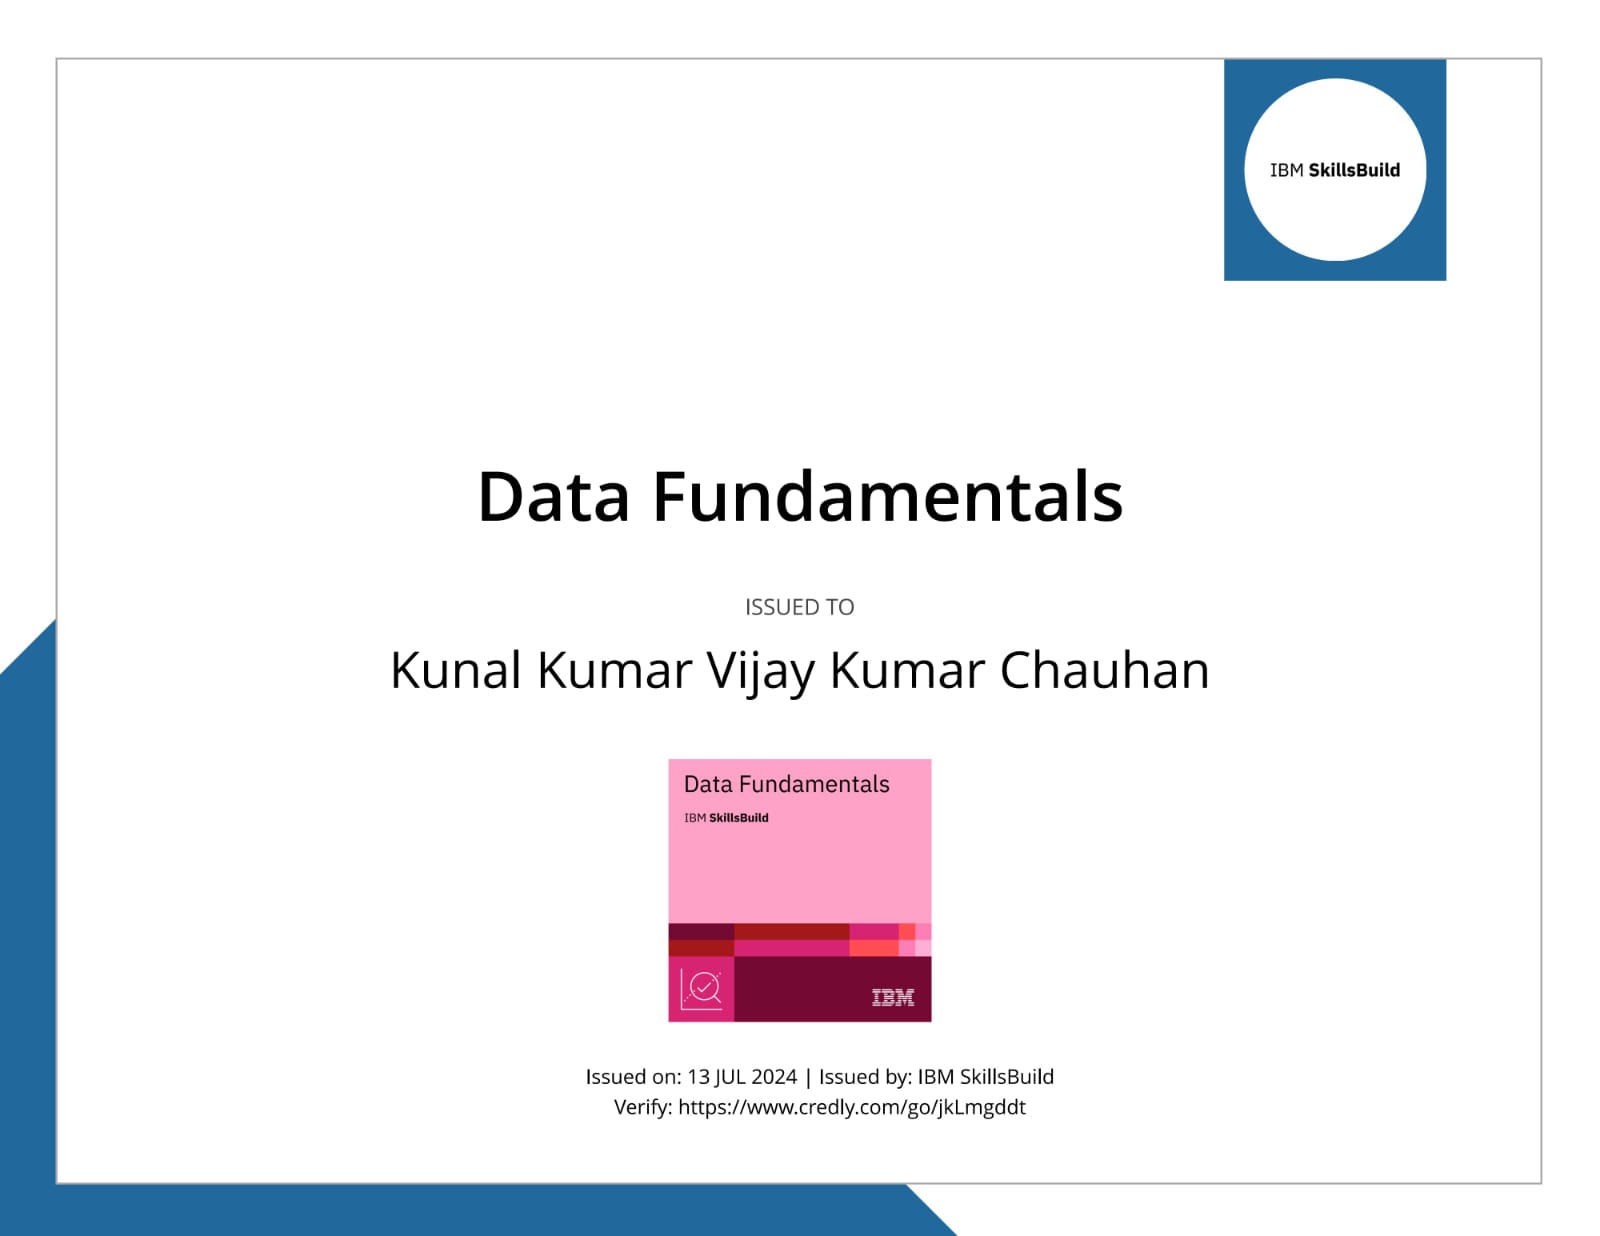 IBM SkillsBuild
Data Fundamentals
ISSUED TO
Kunal Kumar Vijay Kumar Chauhan
Data Fundamentals
IBM SkillsBuild
IBM
Issued on: 13 JUL 2024 | Issued by: IBM SkillsBuild
Verify: https://www.credly.com/go/jkLmgddt